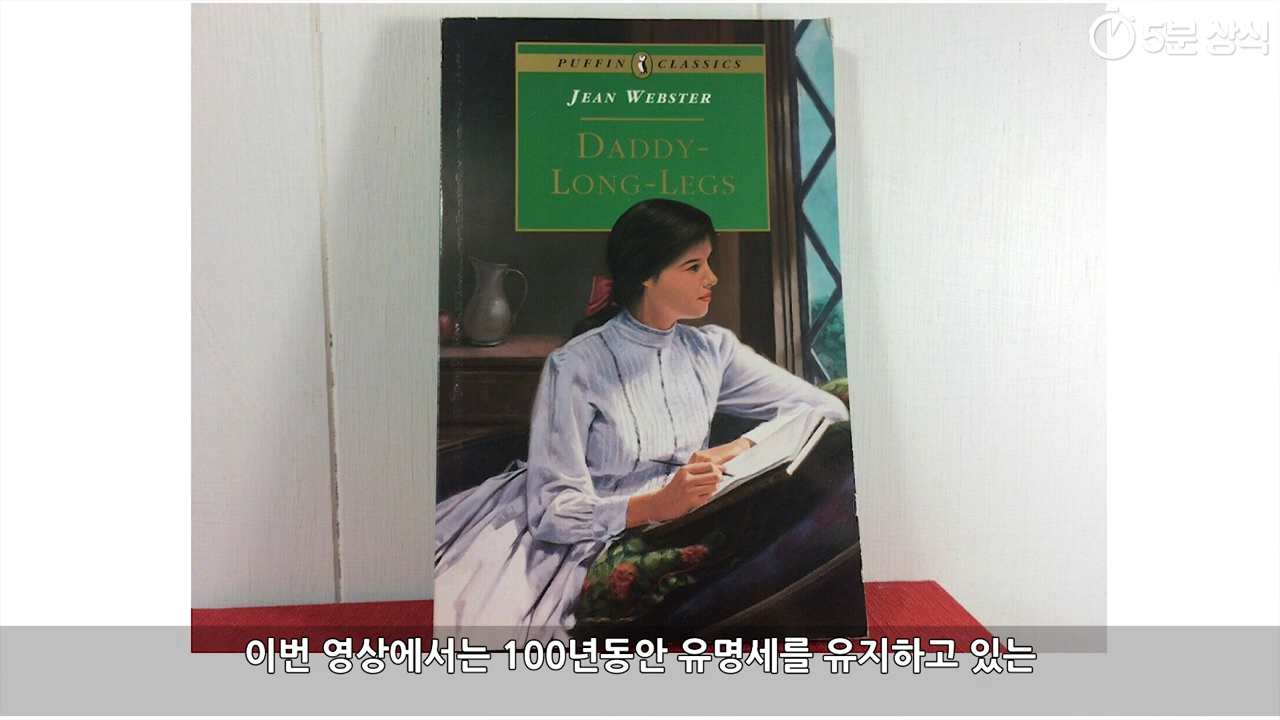 5분 상식
PUFFIN CLASSICS
JEAN WEBSTER
DADDY-
LONG-LEGS
이번 영상에서는 100년동안 유명세를 유지하고 있는